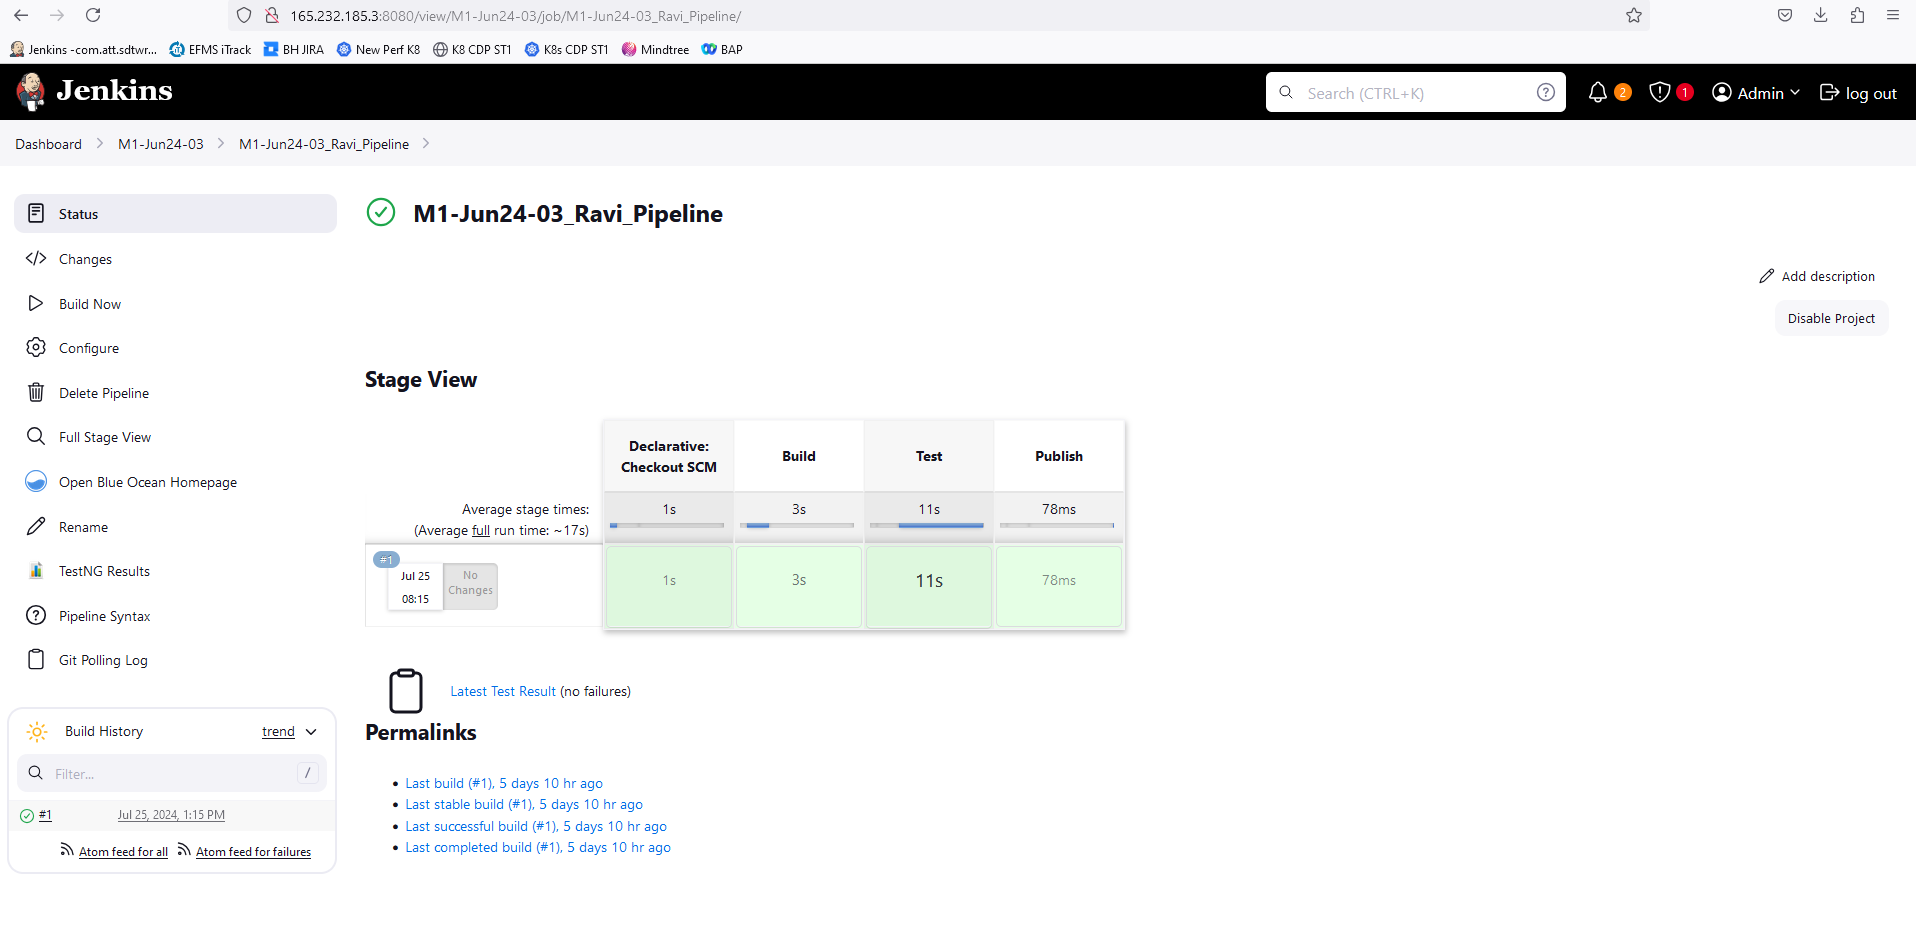 165.232.185.3:8080/view/M1-Jun24-03/job/M1-Jun24-03_Ravi_Pipeline/
Jenkins -com.att.sdtwr...
EFMS iTrack
BH JIRA
New Perf K8
K8 CDP ST1
K8s CDP ST1
Mindtree
BAP
Jenkins
Search (CTRL+K)
2
1
Admin
log out
Dashboard
M1-Jun24-03
M1-Jun24-03_Ravi_Pipeline
Status
Changes
Build Now
Configure
Delete Pipeline
Full Stage View
Open Blue Ocean Homepage
Rename
TestNG Results
Pipeline Syntax
Git Polling Log
Build History
trend
Filter...
/
#1
Jul 25, 2024, 1:15 PM
Atom feed for all
Atom feed for failures
M1-Jun24-03_Ravi_Pipeline
Add description
Disable Project
Stage View
Declarative:
Checkout SCM
Build
Test
Publish
Average stage times:
(Average full run time: ~17s)
1s
3s
11s
78ms
#1
Jul 25
08:15
No
Changes
1s
3s
11s
78ms
Latest Test Result (no failures)
Permalinks
Last build (#1), 5 days 10 hr ago
Last stable build (#1), 5 days 10 hr ago
Last successful build (#1), 5 days 10 hr ago
Last completed build (#1), 5 days 10 hr ago